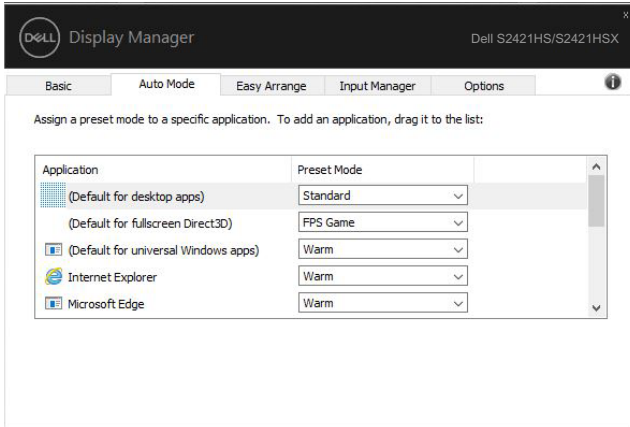 DELL Display Manager Dell S2421HS/S2421HSX
Basic Auto Mode Easy Arrange Input Manager Options
Assign a preset mode to a specific application. To add an application, drag it to the list:
Application Preset Mode
(Default for desktop apps) Standard
(Default for fullscreen Direct3D) FPS Game
(Default for universal Windows apps) Warm
Internet Explorer Warm
Microsoft Edge Warm